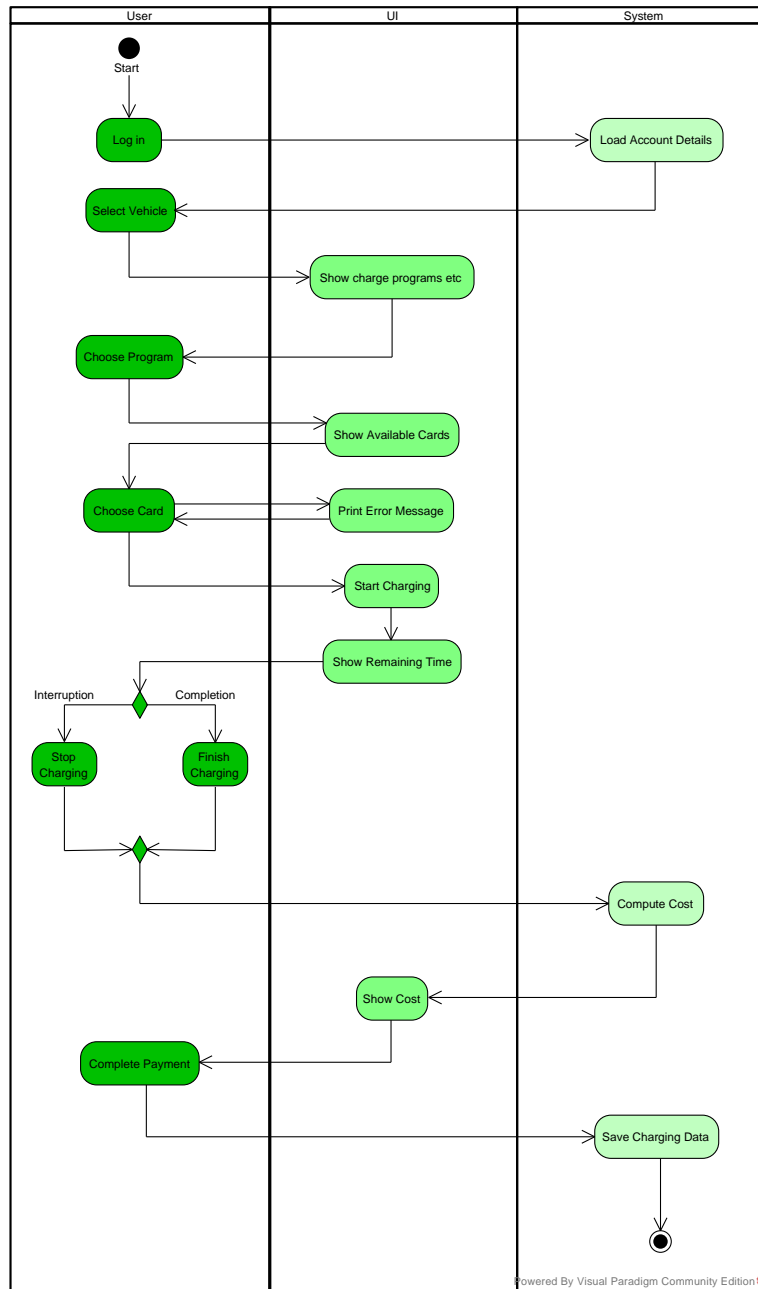 User
UI
System
Start
Log in
Load Account Details
Select Vehicle
Show charge programs etc
Choose Program
Show Available Cards
Choose Card
Print Error Message
Start Charging
Show Remaining Time
Interruption
Completion
Stop
Charging
Finish
Charging
Compute Cost
Show Cost
Complete Payment
Save Charging Data
Powered By Visual Paradigm Community Edition